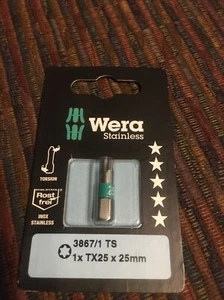 Wera
Stainless
TORSION
Rost
frei
INOX
STAINLESS
3867/1 TS
1x TX25 x 25mm